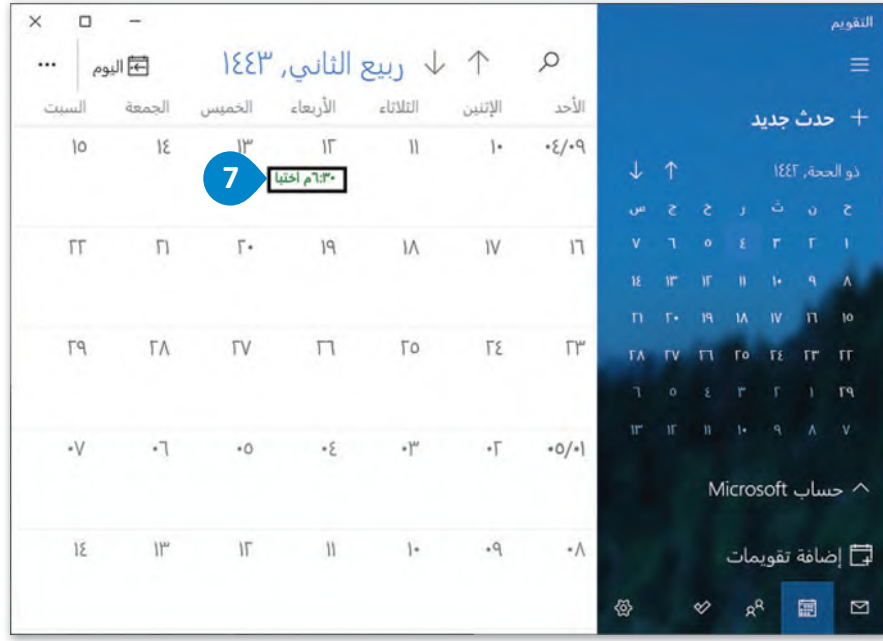 التقويم
+ حدث جديد
ذو الحجة, ١٤٤٢
ح ن ث ر خ ج س
١ ٢ ٣ ٤ ٥ ٦ ٧
٨ ٩ ١٠ ١١ ١٢ ١٣ ١٤
١٥ ١٦ ١٧ ١٨ ١٩ ٢٠ ٢١
٢٢ ٢٣ ٢٤ ٢٥ ٢٦ ٢٧ ٢٨
٢٩ ١ ٢ ٣ ٤ ٥ ٦
٧ ٨ ٩ ١٠ ١١ ١٢ ١٣
حساب Microsoft
إضافة تقويمات
ربيع الثاني, ١٤٤٣
اليوم
الأحد الإثنين الثلاثاء الأربعاء الخميس الجمعة السبت
٠٤/٠٩ ١٠ ١١ ١٢ ١٣ ١٤ ١٥
٦:٣٠م اختبا
7
١٦ ١٧ ١٨ ١٩ ٢٠ ٢١ ٢٢
٢٣ ٢٤ ٢٥ ٢٦ ٢٧ ٢٨ ٢٩
٠٥/٠١ ٠٢ ٠٣ ٠٤ ٠٥ ٠٦ ٠٧
٠٨ ٠٩ ١٠ ١١ ١٢ ١٣ ١٤